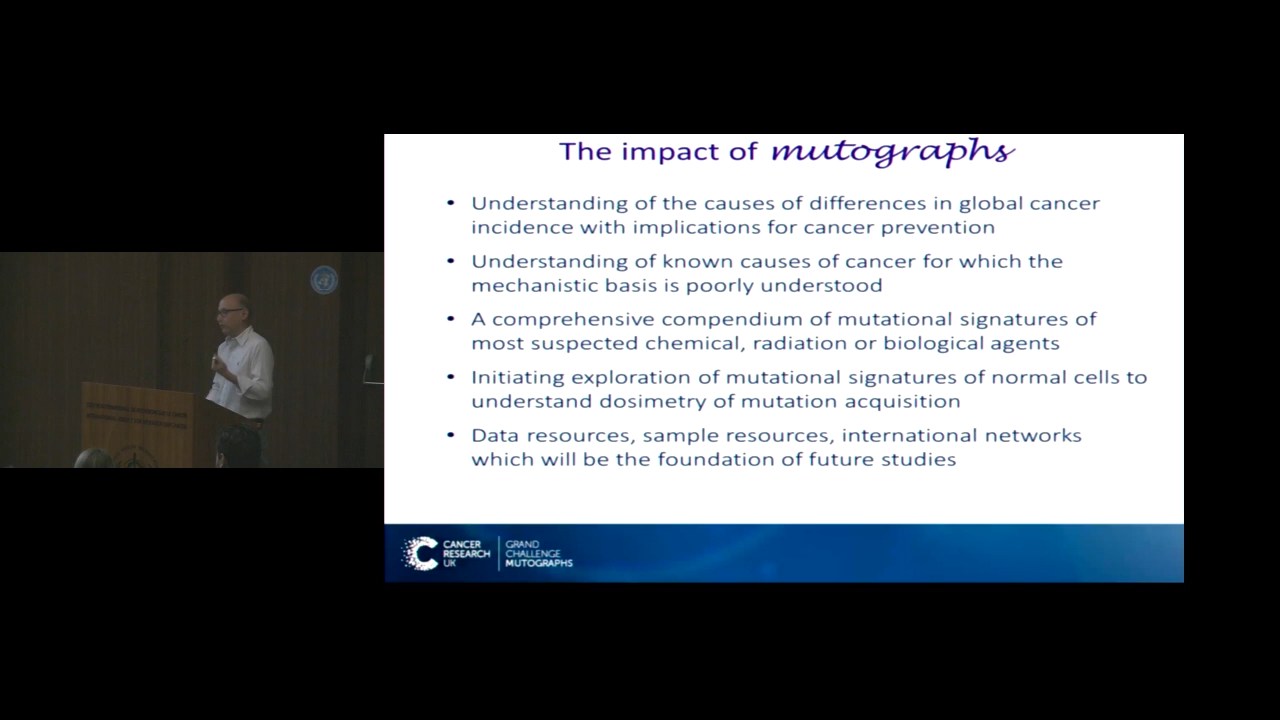 The impact of mutographs
• Understanding of the causes of differences in global cancer
incidence with implications for cancer prevention
• Understanding of known causes of cancer for which the
mechanistic basis is poorly understood
• A comprehensive compendium of mutational signatures of
most suspected chemical, radiation or biological agents
• Initiating exploration of mutational signatures of normal cells to
understand dosimetry of mutation acquisition
• Data resources, sample resources, international networks
which will be the foundation of future studies
CANCER
RESEARCH
UK
GRAND
CHALLENGE
MUTOGRAPHS